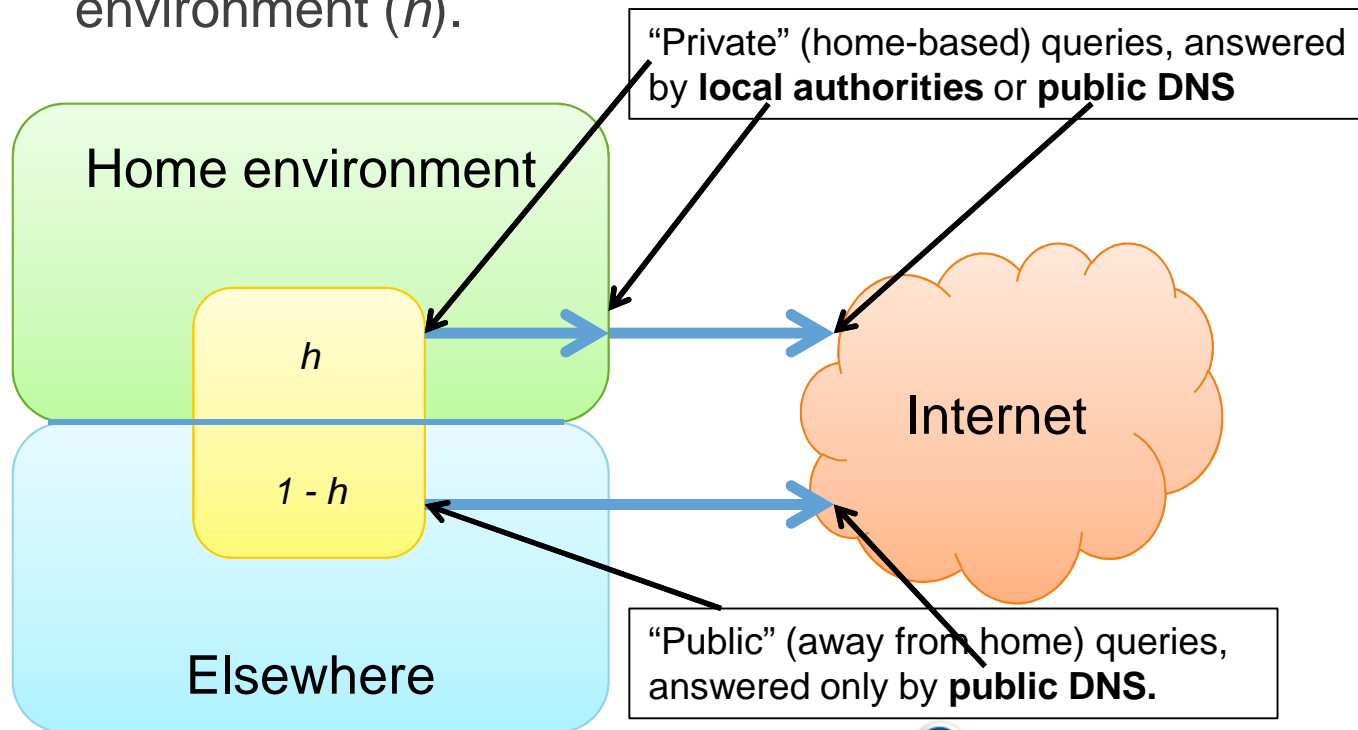 environment (h).
“Private” (home-based) queries, answered
by local authorities or public DNS
Home environment
h
Internet
1 - h
“Public” (away from home) queries,
answered only by public DNS.
Elsewhere